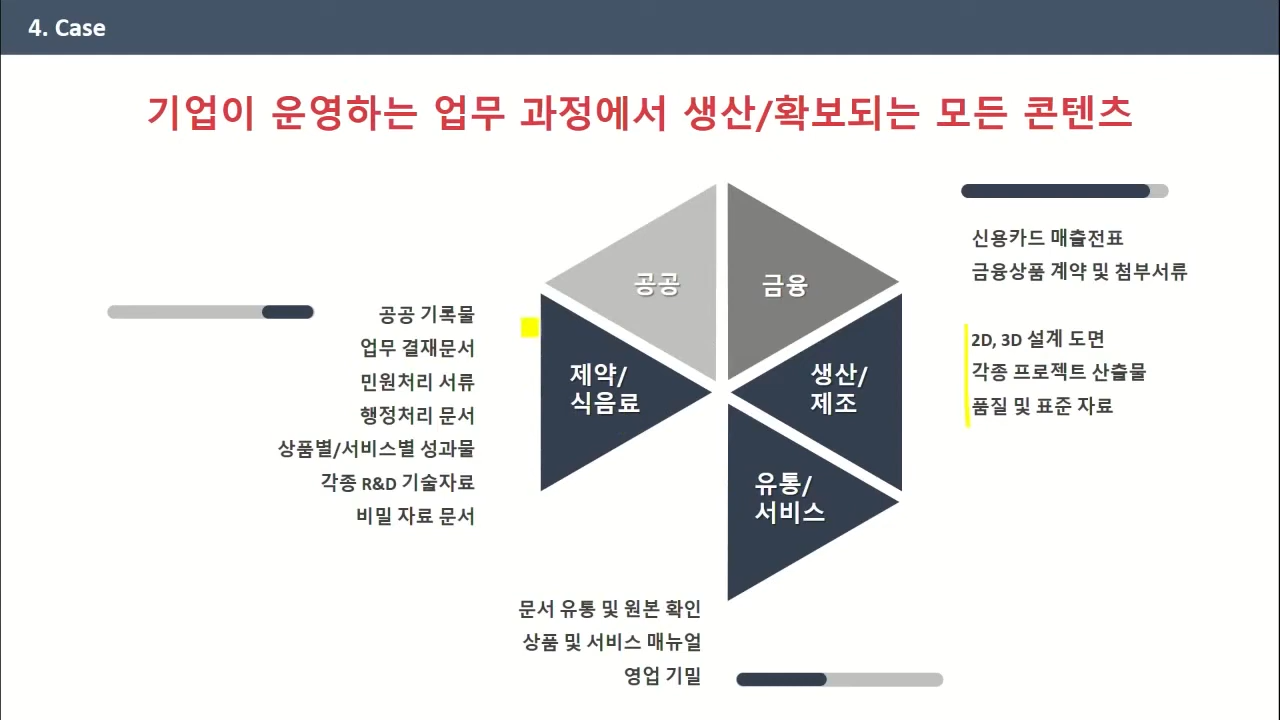 4. Case
기업이 운영하는 업무 과정에서 생산/확보되는 모든 콘텐츠
공공
금융
제약/
식음료
생산/
제조
유통/
서비스
신용카드 매출전표
금융상품 계약 및 첨부서류
2D, 3D 설계 도면
각종 프로젝트 산출물
품질 및 표준 자료
공공 기록물
업무 결재문서
민원처리 서류
행정처리 문서
상품별/서비스별 성과물
각종 R&D 기술자료
비밀 자료 문서
문서 유통 및 원본 확인
상품 및 서비스 매뉴얼
영업 기밀